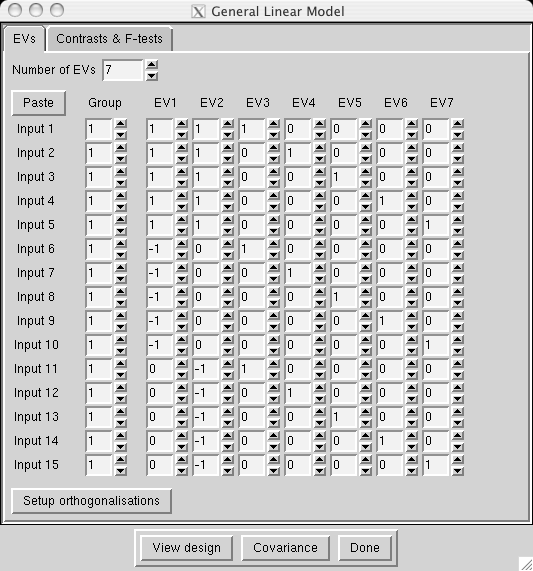 General Linear Model
EVs Contrasts & F-tests
Number of EVs 7
Paste Group EV1 EV2 EV3 EV4 EV5 EV6 EV7
Input 1 1 1 1 1 0 0 0 0
Input 2 1 1 1 0 1 0 0 0
Input 3 1 1 1 0 0 1 0 0
Input 4 1 1 1 0 0 0 1 0
Input 5 1 1 1 0 0 0 0 1
Input 6 1 -1 0 1 0 0 0 0
Input 7 1 -1 0 0 1 0 0 0
Input 8 1 -1 0 0 0 1 0 0
Input 9 1 -1 0 0 0 0 1 0
Input 10 1 -1 0 0 0 0 0 1
Input 11 1 0 -1 1 0 0 0 0
Input 12 1 0 -1 0 1 0 0 0
Input 13 1 0 -1 0 0 1 0 0
Input 14 1 0 -1 0 0 0 1 0
Input 15 1 0 -1 0 0 0 0 1
Setup orthogonalisations
View design Covariance Done